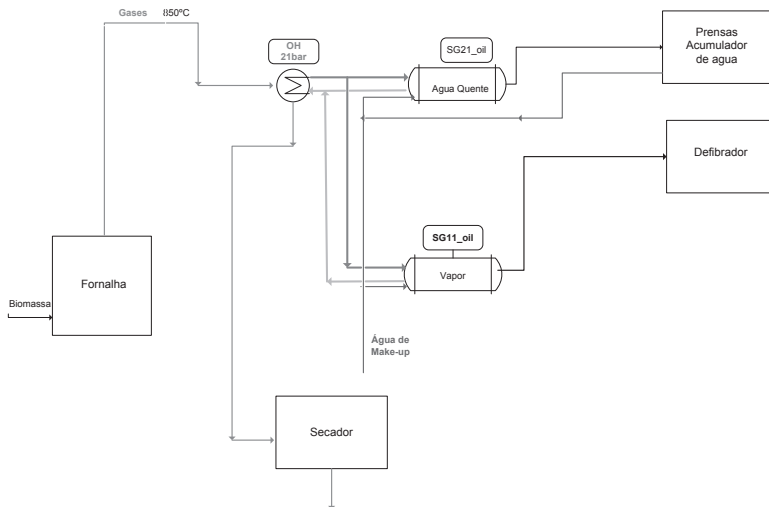 Gases 850ºC
OH
21bar
SG21_oil
Agua Quente
Prensas
Acumulador
de agua
Defibrador
SG11_oil
Vapor
Fornalha
Biomassa
Água de
Make-up
Secador